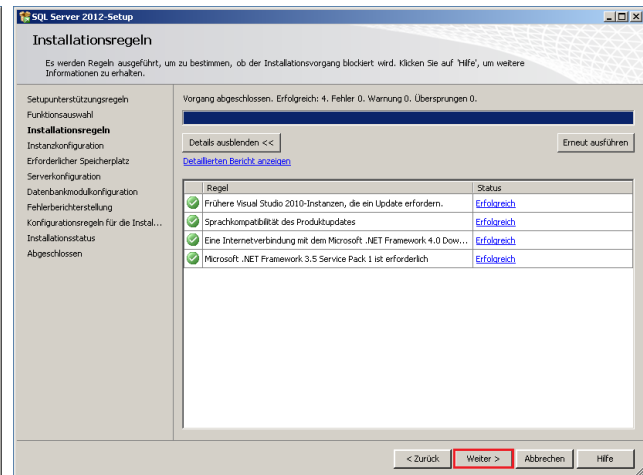 SQL Server 2012-Setup
Installationsregeln
Es werden Regeln ausgeführt, um zu bestimmen, ob der Installationsvorgang blockiert wird. Klicken Sie auf 'Hilfe', um weitere
Informationen zu erhalten.
Setupunterstützungsregeln
Funktionsauswahl
Installationsregeln
Instanzkonfiguration
Erforderlicher Speicherplatz
Serverkonfiguration
Datenbankmodulkonfiguration
Fehlerberichterstellung
Konfigurationsregeln für die Instal...
Installationsstatus
Abgeschlossen
Vorgang abgeschlossen. Erfolgreich: 4. Fehler 0. Warnung 0. Übersprungen 0.
Details ausblenden <<
Erneut ausführen
Detaillierten Bericht anzeigen
Regel Status
Frühere Visual Studio 2010-Instanzen, die ein Update erfordern. Erfolgreich
Sprachkompatibilität des Produktupdates Erfolgreich
Eine Internetverbindung mit dem Microsoft .NET Framework 4.0 Dow... Erfolgreich
Microsoft .NET Framework 3.5 Service Pack 1 ist erforderlich Erfolgreich
< Zurück Weiter > Abbrechen Hilfe